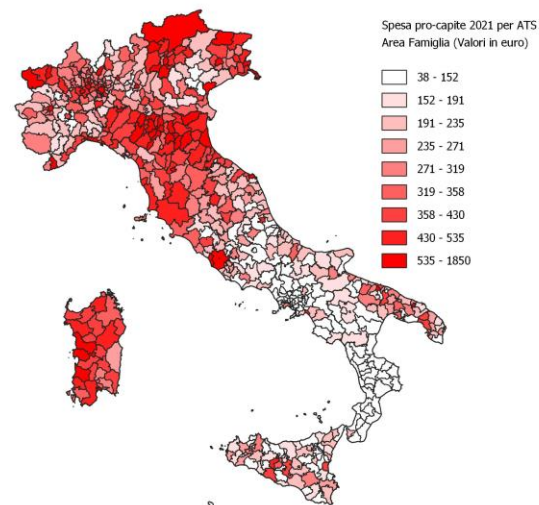 Spesa pro-capite 2021 per ATS
Area Famiglia (Valori in euro)
38 - 152
152 - 191
191 - 235
235 - 271
271 - 319
319 - 358
358 - 430
430 - 535
535 - 1850